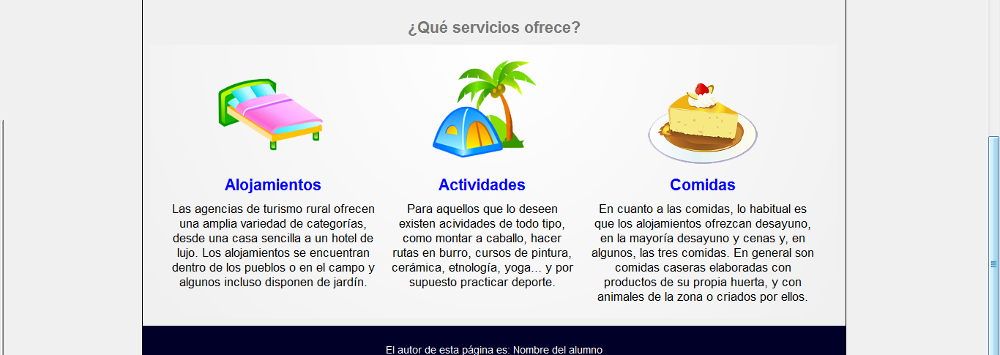 ¿Qué servicios ofrece?
Alojamientos
Las agencias de turismo rural ofrecen
una amplia variedad de categorías,
desde una casa sencilla a un hotel de
lujo. Los alojamientos se encuentran
dentro de los pueblos o en el campo y
algunos incluso disponen de jardín.
Actividades
Para aquellos que lo deseen
existen acividades de todo tipo,
como montar a caballo, hacer
rutas en burro, cursos de pintura,
cerámica, etnología, yoga... y por
supuesto practicar deporte.
Comidas
En cuanto a las comidas, lo habitual es
que los alojamientos ofrezcan desayuno,
en la mayoría desayuno y cenas y, en
algunos, las tres comidas. En general son
comidas caseras elaboradas con
productos de su propia huerta, y con
animales de la zona o criados por ellos.
El autor de esta página es: Nombre del alumno